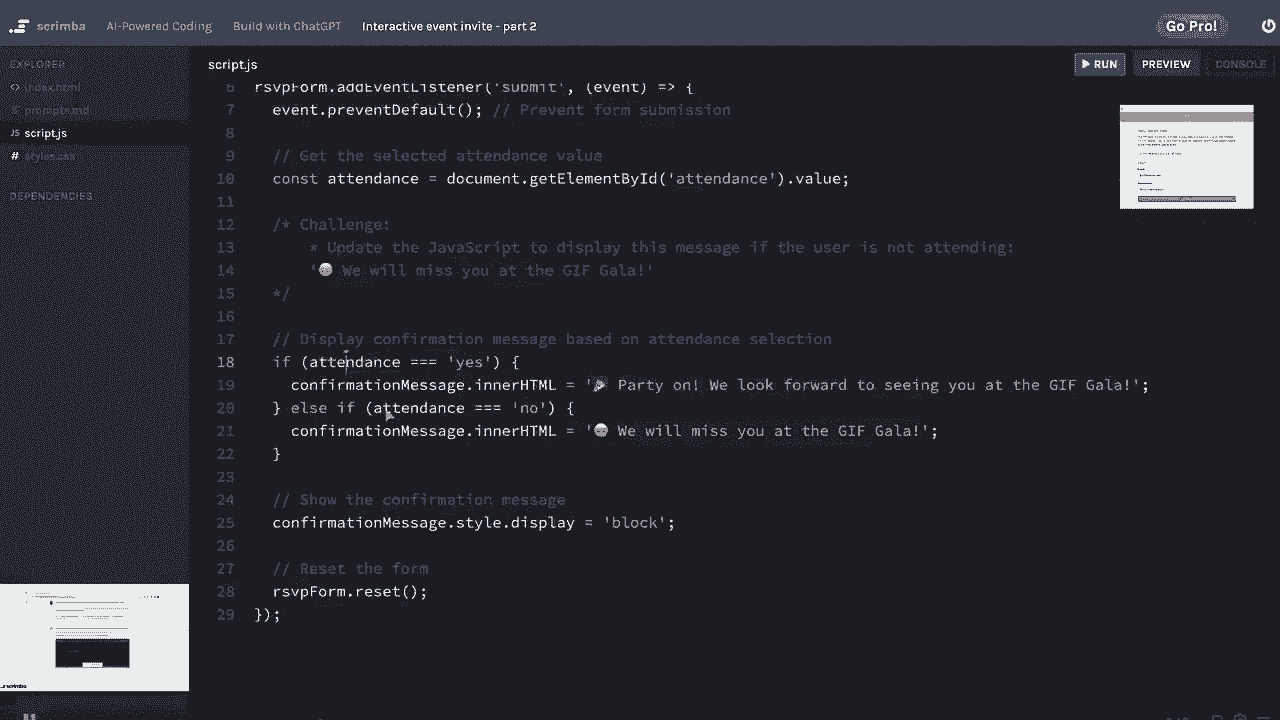 scrimba AI-Powered Coding Build with ChatGPT Interactive event invite - part 2 Go Pro!
EXPLORER
index.html
prompts.md
JS script.js
# styles.css
DEPENDENCIES
script.js
RUN PREVIEW CONSOLE
6 rsvpForm.addEventListener('submit', (event) => {
7 event.preventDefault(); // Prevent form submission
8
9 // Get the selected attendance value
10 const attendance = document.getElementById('attendance').value;
11
12 /* Challenge:
13 * Update the JavaScript to display this message if the user is not attending:
14 '😔 We will miss you at the GIF Gala!'
15 */
16
17 // Display confirmation message based on attendance selection
18 if (attendance === 'yes') {
19 confirmationMessage.innerHTML = '🎉 Party on! We look forward to seeing you at the GIF Gala!';
20 } else if (attendance === 'no') {
21 confirmationMessage.innerHTML = '😔 We will miss you at the GIF Gala!';
22 }
23
24 // Show the confirmation message
25 confirmationMessage.style.display = 'block';
26
27 // Reset the form
28 rsvpForm.reset();
29 });